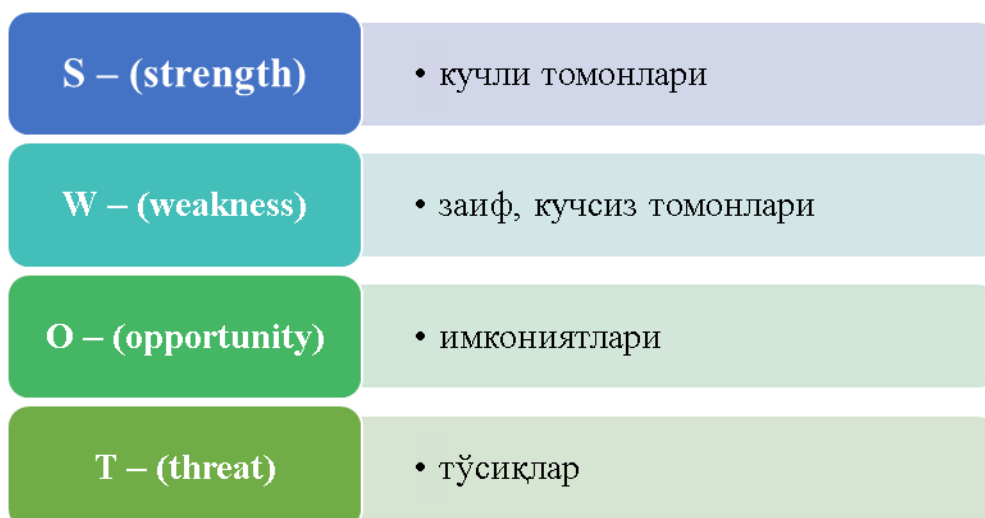 S – (strength)
• кучли томонлари
W – (weakness)
• заиф, кучсиз томонлари
O – (opportunity)
• имкониятлари
T – (threat)
• тўсиқлар